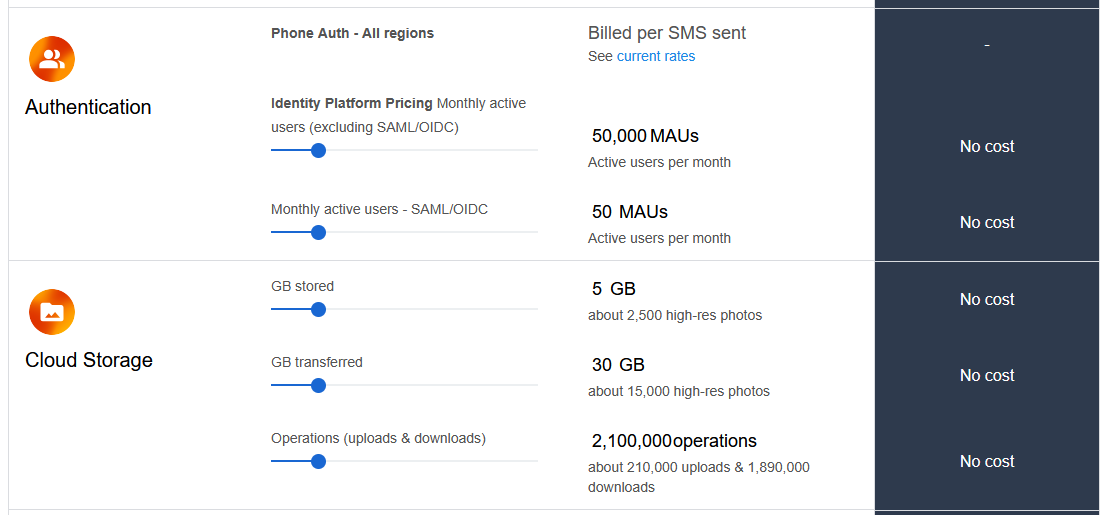 Authentication
Phone Auth - All regions
Billed per SMS sent
See current rates
-
Identity Platform Pricing Monthly active
users (excluding SAML/OIDC)
50,000 MAUs
Active users per month
No cost
Monthly active users - SAML/OIDC
50 MAUs
Active users per month
No cost
Cloud Storage
GB stored
5 GB
about 2,500 high-res photos
No cost
GB transferred
30 GB
about 15,000 high-res photos
No cost
Operations (uploads & downloads)
2,100,000operations
about 210,000 uploads & 1,890,000
downloads
No cost